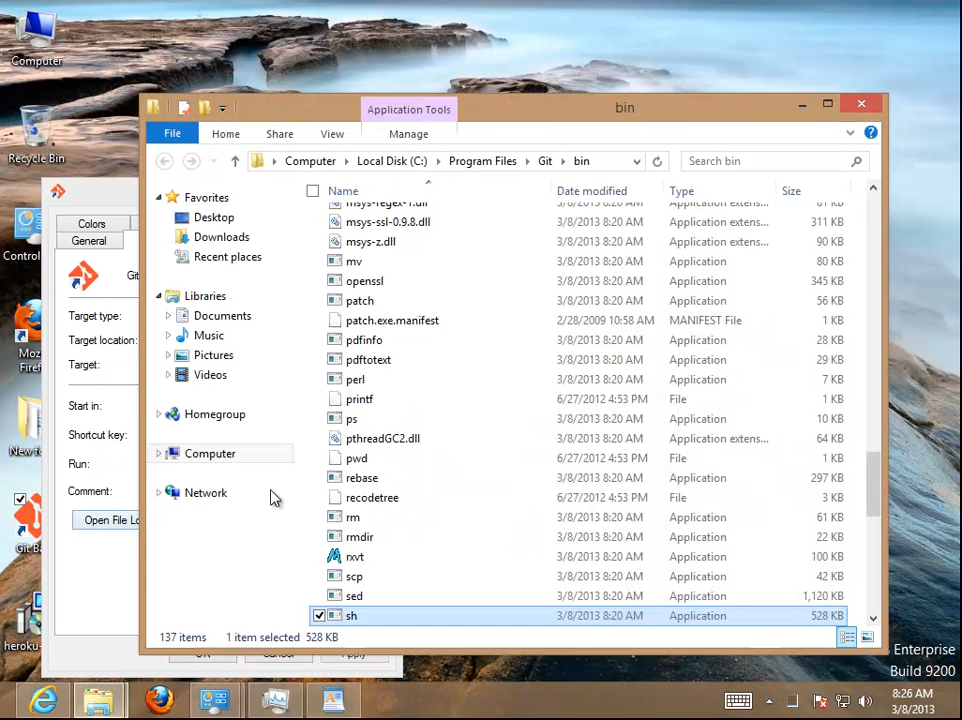 Computer
Recycle Bin
Control
Moz
Firef
New fo
Git Ba
heroku-
Colors
General
Git
Target type:
Target location:
Target:
Start in:
Shortcut key:
Run:
Comment:
Open File Lo
Application Tools
bin
File
Home
Share
View
Manage
Computer
Local Disk (C:)
Program Files
Git
bin
Search bin
Favorites
Desktop
Downloads
Recent places
Libraries
Documents
Music
Pictures
Videos
Homegroup
Computer
Network
Name Date modified Type Size
msys-regex-1.dll 3/8/2013 8:20 AM Application extens... 81 KB
msys-ssl-0.9.8.dll 3/8/2013 8:20 AM Application extens... 311 KB
msys-z.dll 3/8/2013 8:20 AM Application extens... 90 KB
mv 3/8/2013 8:20 AM Application 80 KB
openssl 3/8/2013 8:20 AM Application 345 KB
patch 3/8/2013 8:20 AM Application 56 KB
patch.exe.manifest 2/28/2009 10:58 AM MANIFEST File 1 KB
pdfinfo 3/8/2013 8:20 AM Application 28 KB
pdftotext 3/8/2013 8:20 AM Application 29 KB
perl 3/8/2013 8:20 AM Application 7 KB
printf 6/27/2012 4:53 PM File 1 KB
ps 3/8/2013 8:20 AM Application 10 KB
pthreadGC2.dll 3/8/2013 8:20 AM Application extens... 64 KB
pwd 6/27/2012 4:53 PM File 1 KB
rebase 3/8/2013 8:20 AM Application 297 KB
recodetree 6/27/2012 4:53 PM File 3 KB
rm 3/8/2013 8:20 AM Application 61 KB
rmdir 3/8/2013 8:20 AM Application 22 KB
rxvt 3/8/2013 8:20 AM Application 100 KB
scp 3/8/2013 8:20 AM Application 42 KB
sed 3/8/2013 8:20 AM Application 1,120 KB
sh 3/8/2013 8:20 AM Application 528 KB
137 items 1 item selected 528 KB
Enterprise
Build 9200
8:26 AM
3/8/2013